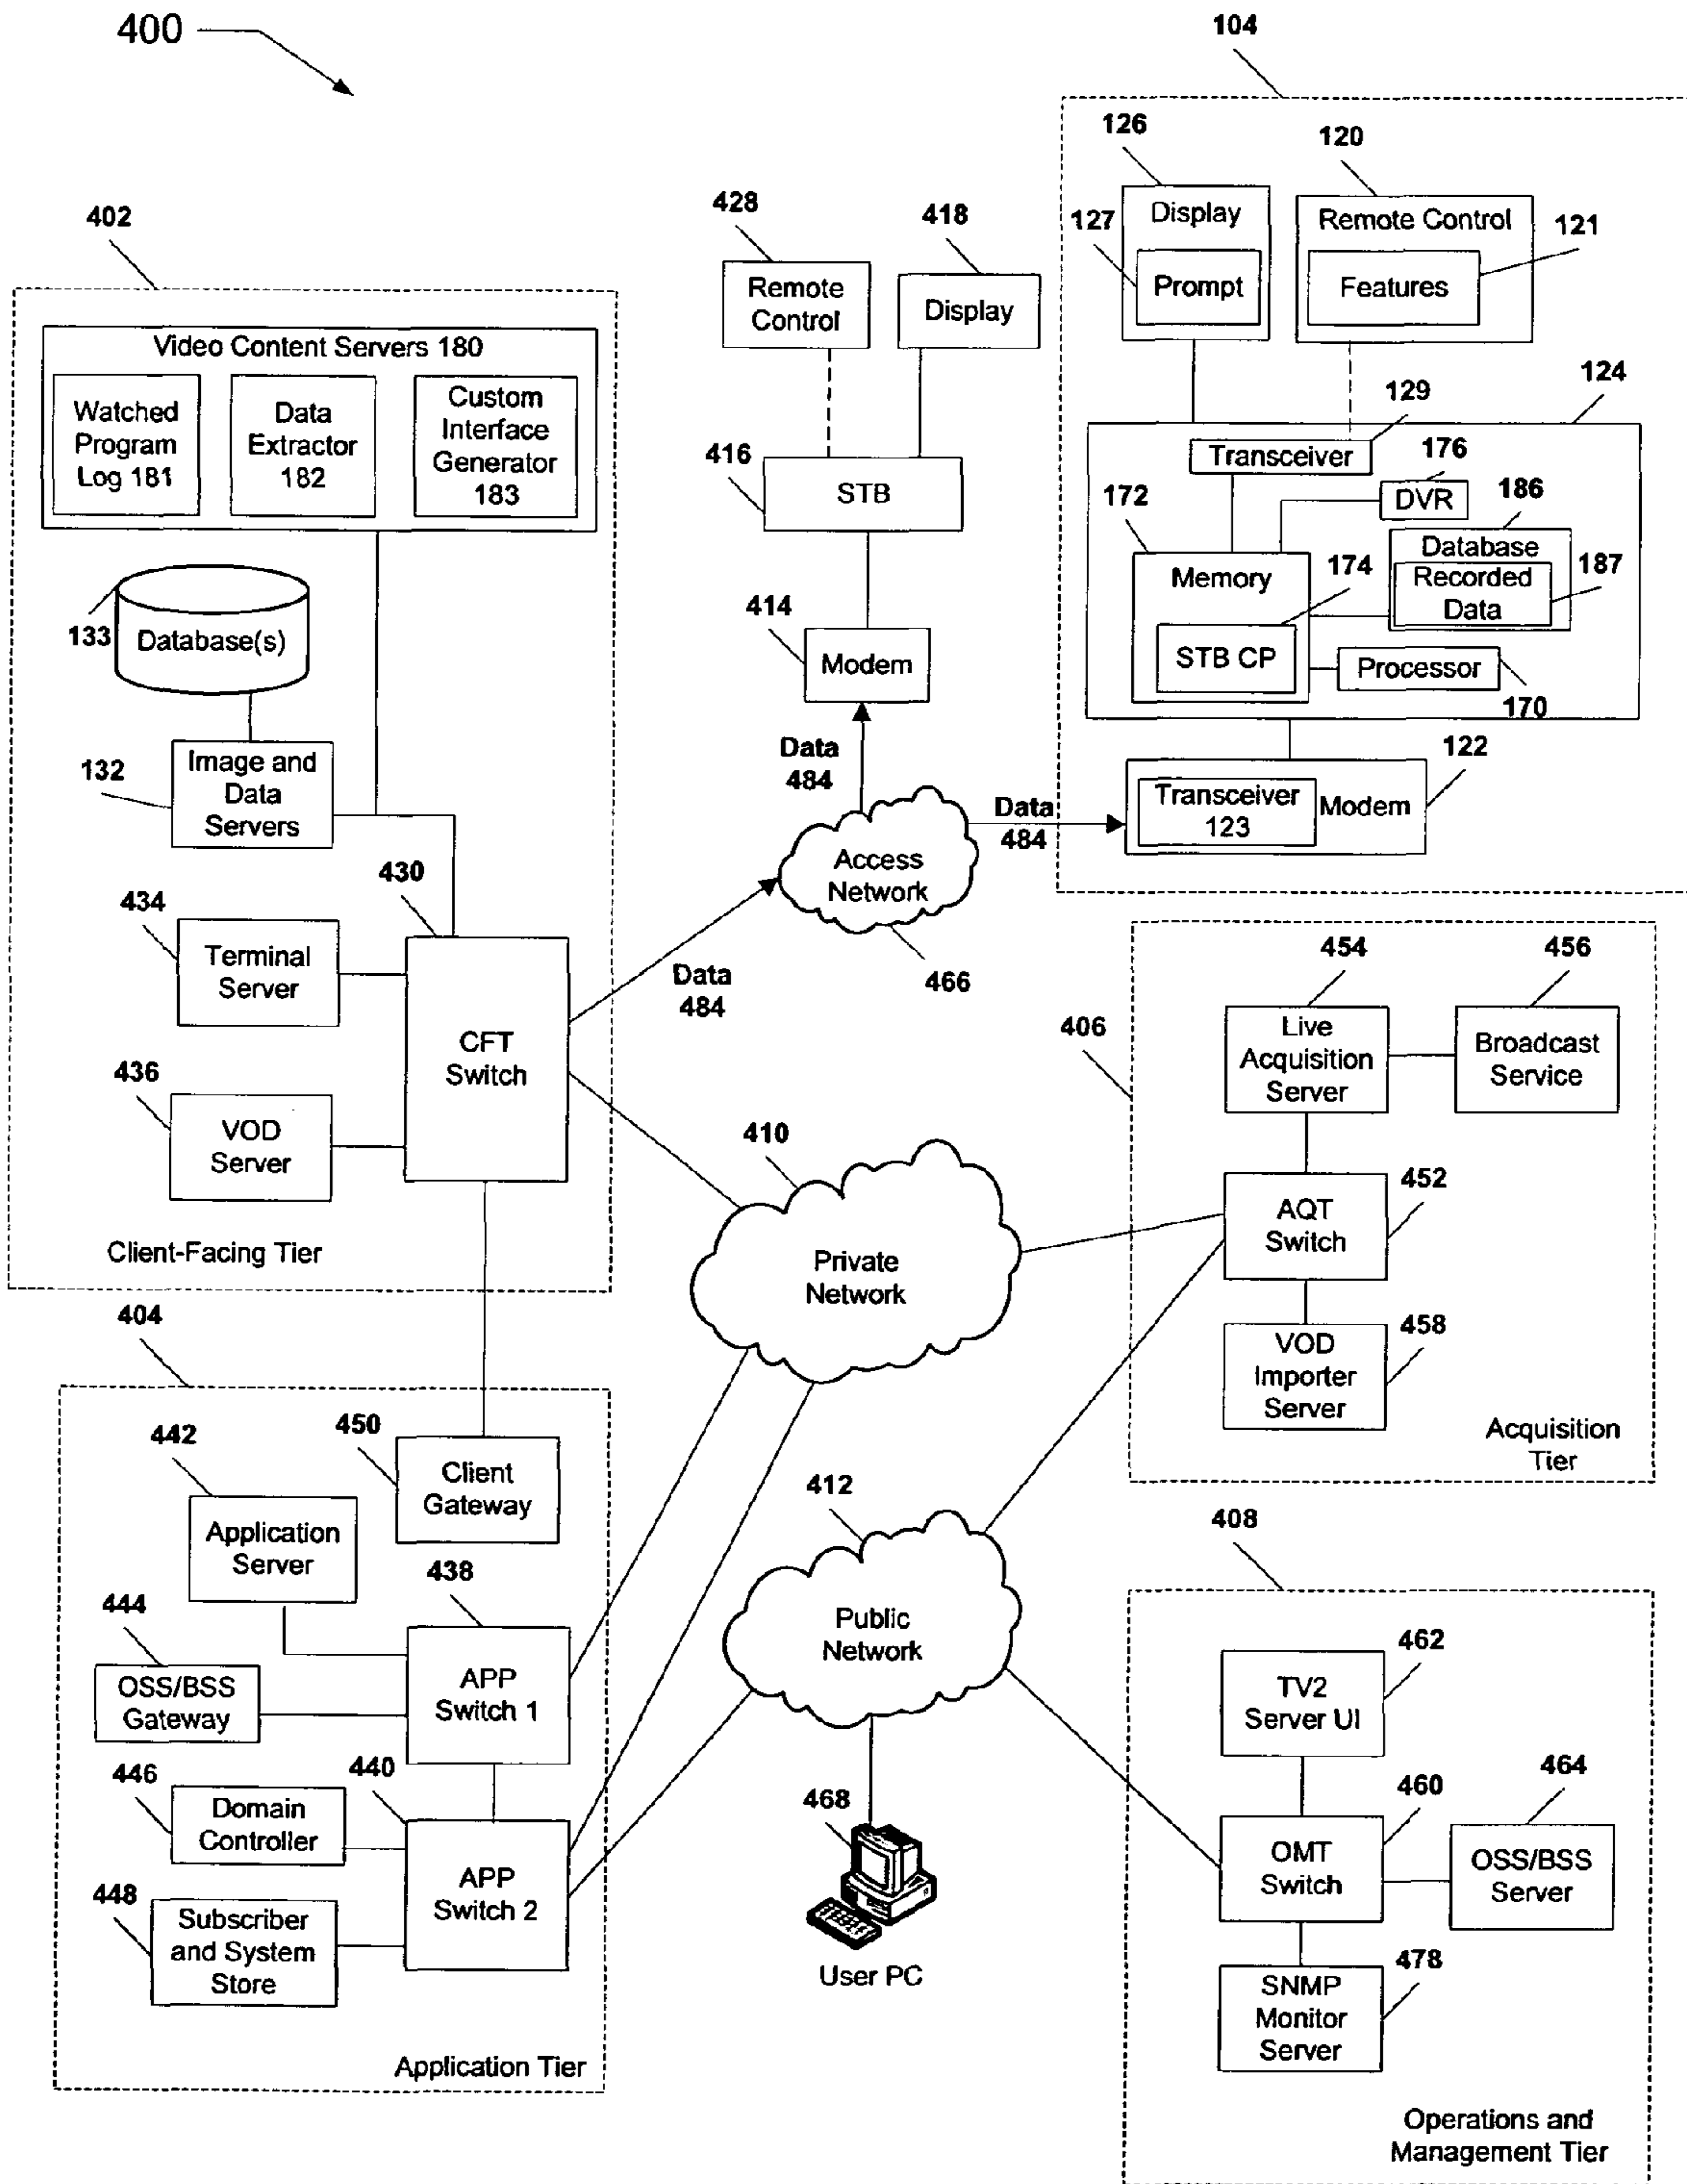 400
104
126
120
127
Display
Prompt
Remote Control
Features
121
428
418
Remote
Control
Display
402
Video Content Servers 180
Watched
Program
Log 181
Data
Extractor
182
Custom
Interface
Generator
183
416
STB
124
129
Transceiver
176
DVR
186
172
174
Database
Recorded
Data
187
Memory
STB CP
Processor
170
133
Database(s)
414
Modem
132
Image and
Data
Servers
Data
484
Data
484
122
Transceiver
123
Modem
Access
Network
466
430
434
Terminal
Server
Data
484
CFT
Switch
436
VOD
Server
Client-Facing Tier
406
454
456
Live
Acquisition
Server
Broadcast
Service
452
AQT
Switch
458
VOD
Importer
Server
Acquisition
Tier
410
Private
Network
404
450
442
Client
Gateway
Application
Server
438
444
OSS/BSS
Gateway
APP
Switch 1
446
440
Domain
Controller
APP
Switch 2
448
Subscriber
and System
Store
Application Tier
412
Public
Network
468
User PC
408
462
TV2
Server UI
460
464
OMT
Switch
OSS/BSS
Server
478
SNMP
Monitor
Server
Operations and
Management Tier